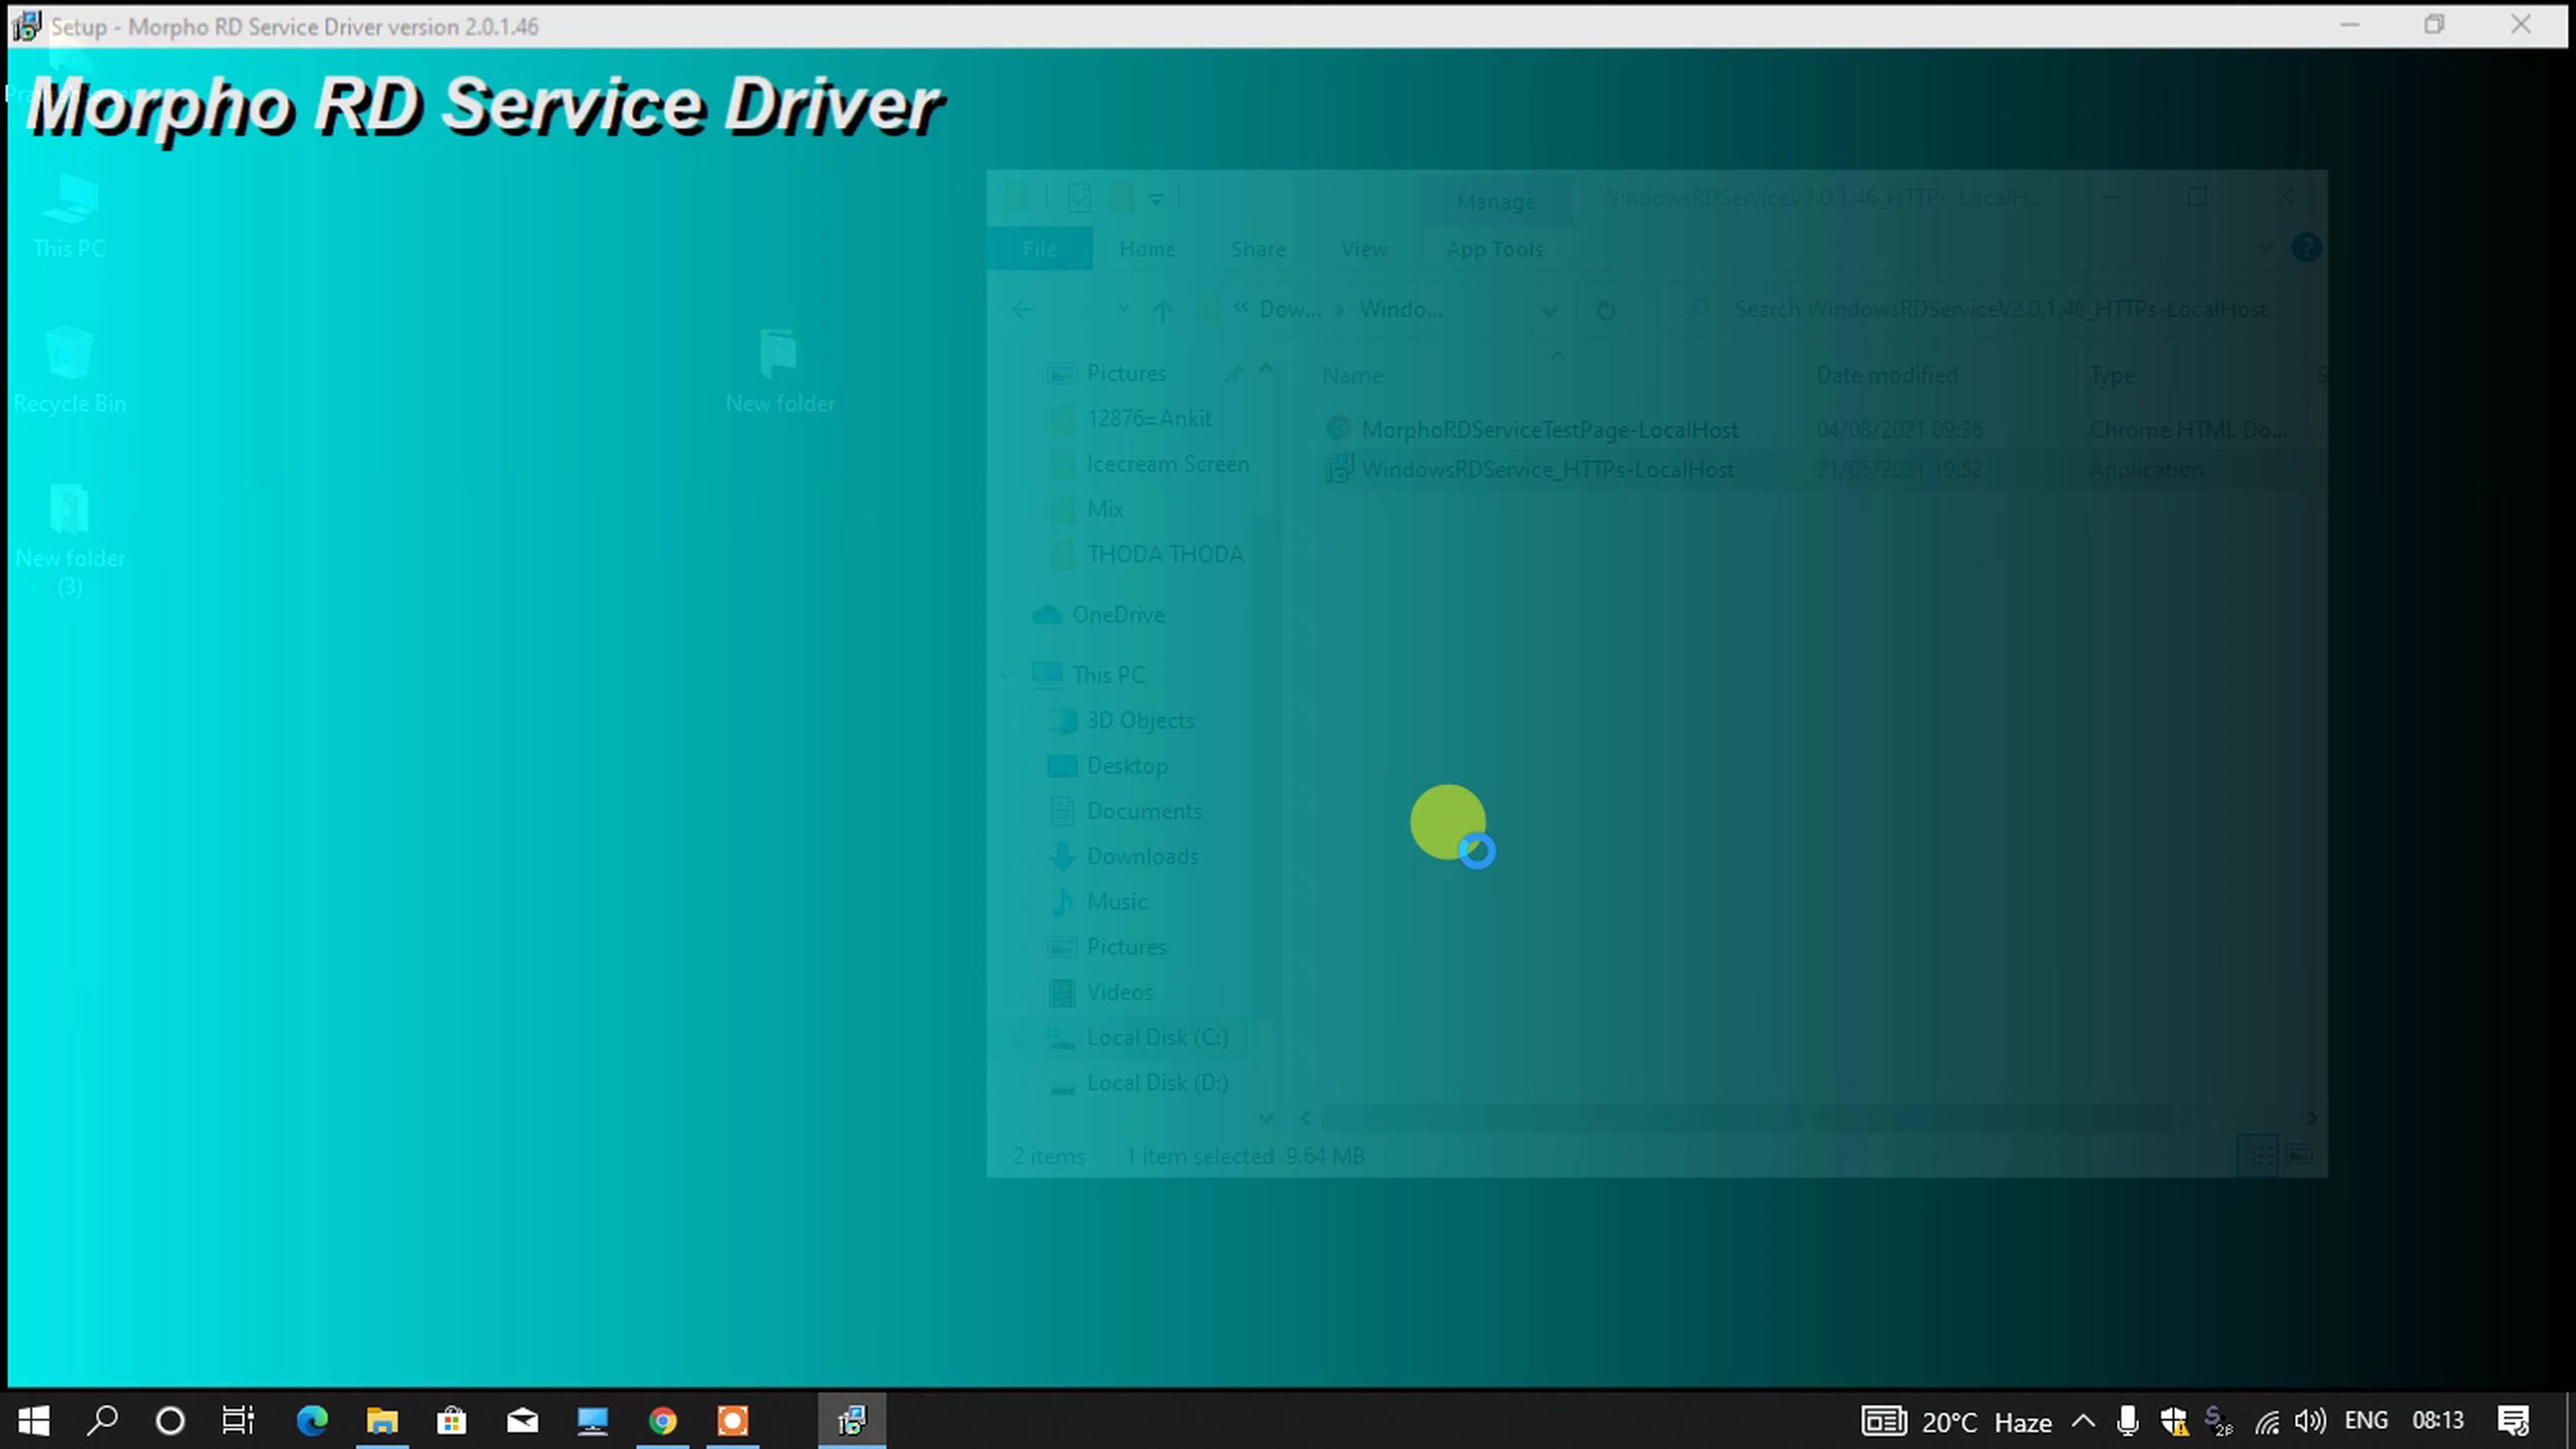 Setup - Morpho RD Service Driver version 2.0.1.46
Morpho RD Service Driver
This PC
Recycle Bin
New folder
(3)
New folder
Manage
WindowsRDServiceV2.0.1.46_HTTPs-LocalH...
File
Home
Share
View
App Tools
« Dow... › Windo...
Search WindowsRDServiceV2.0.1.46_HTTPs-LocalHost
Name
Date modified
Type
S
MorphoRDServiceTestPage-LocalHost
04/08/2021 09:36
Chrome HTML Do...
WindowsRDService_HTTPs-LocalHost
21/05/2021 19:52
Application
Pictures
12876=Ankit
Icecream Screen
Mix
THODA THODA
OneDrive
This PC
3D Objects
Desktop
Documents
Downloads
Music
Pictures
Videos
Local Disk (C:)
Local Disk (D:)
2 items
1 item selected 9.64 MB
20°C Haze
ENG
08:13